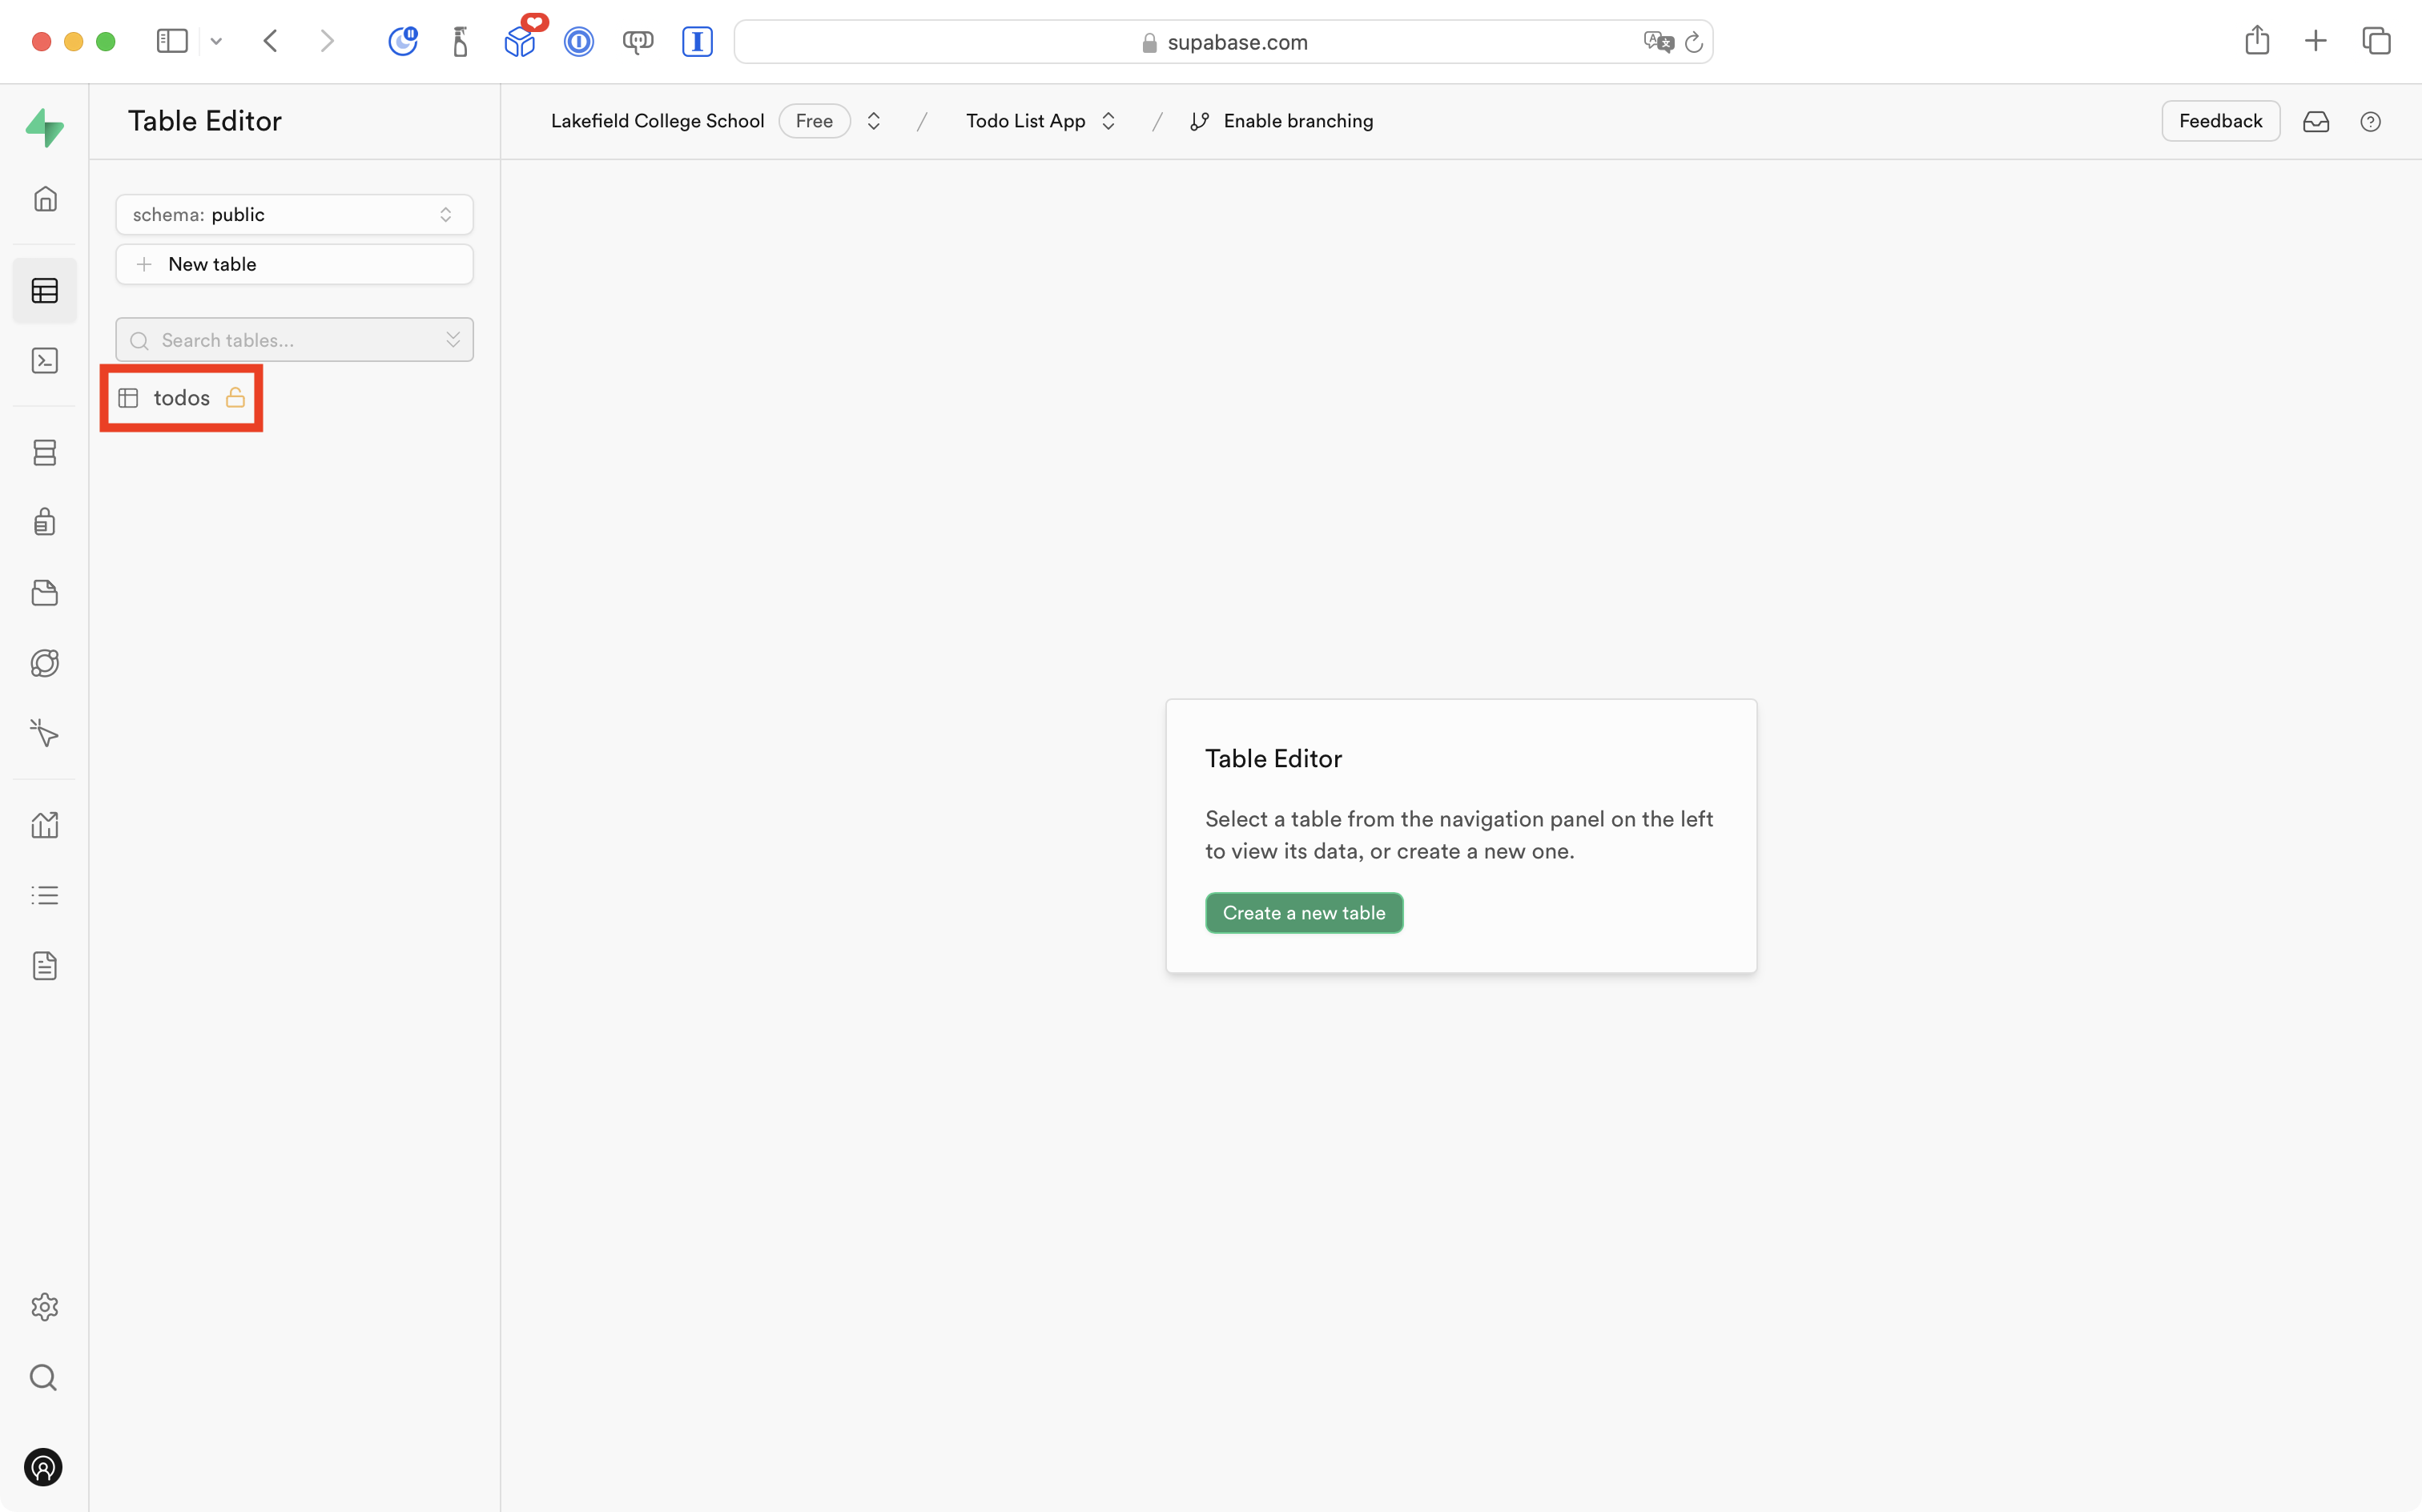 supabase.com
Table Editor
Lakefield College School Free / Todo List App / Enable branching
Feedback
schema: public
New table
Search tables...
todos
Table Editor
Select a table from the navigation panel on the left
to view its data, or create a new one.
Create a new table